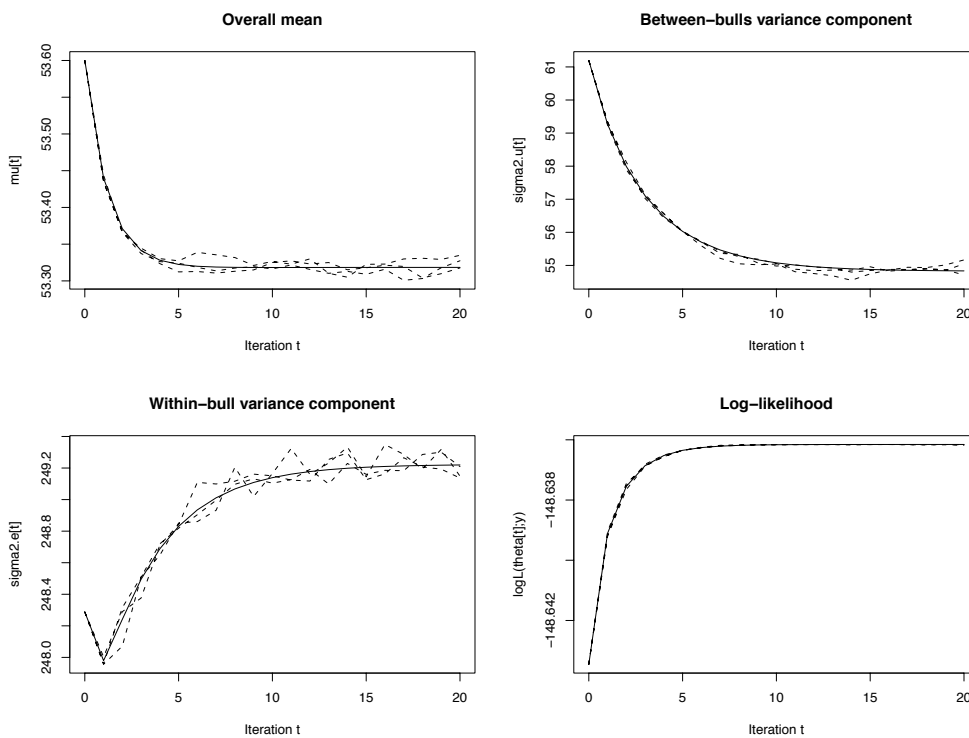 Overall mean
mu[t]
53.60
53.50
53.40
53.30
0 5 10 15 20
Iteration t
Between−bulls variance component
sigma2.u[t]
61
60
59
58
57
56
55
0 5 10 15 20
Iteration t
Within−bull variance component
sigma2.e[t]
249.2
248.8
248.4
248.0
0 5 10 15 20
Iteration t
Log−likelihood
logL(theta[t];y)
−148.638
−148.642
0 5 10 15 20
Iteration t